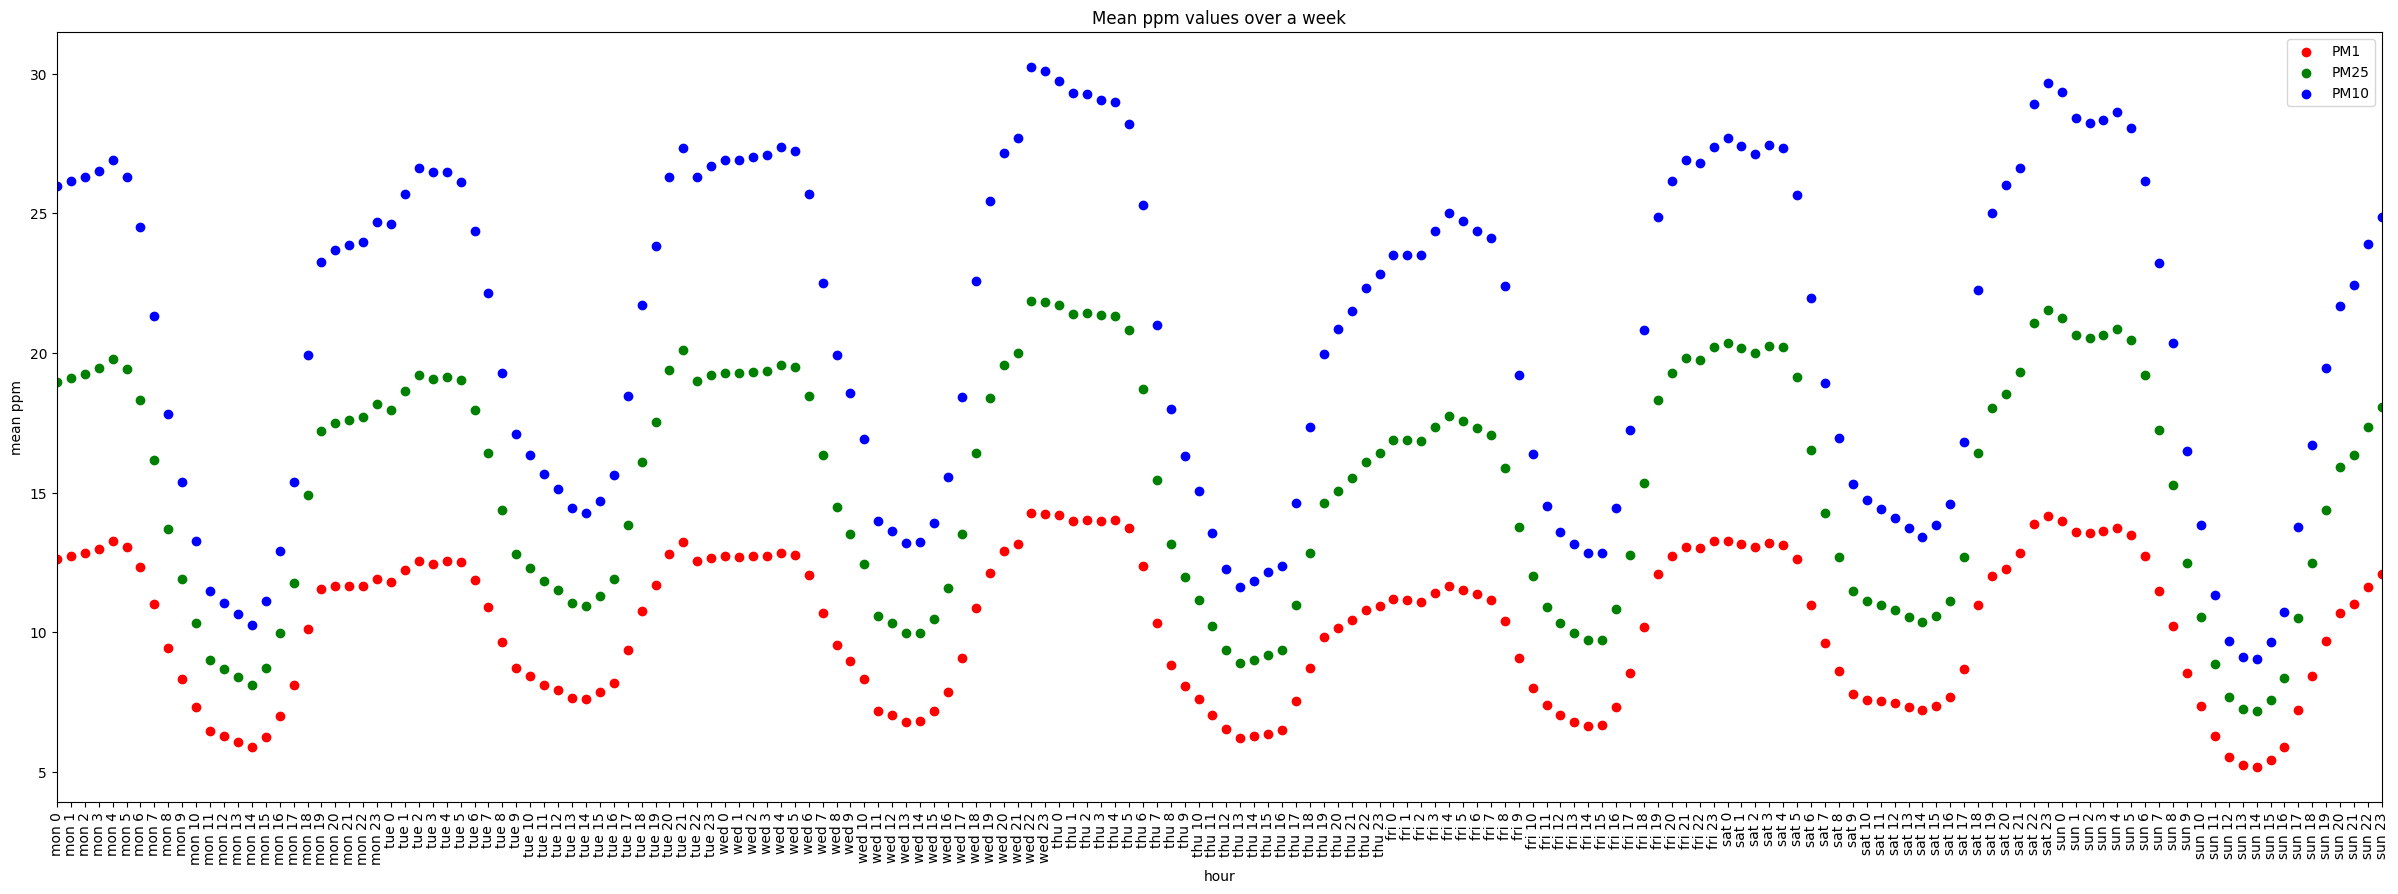 Mean ppm values over a week
PM1
PM25
PM10
mean ppm
30
25
20
15
10
5
mon 0
mon 1
mon 2
mon 3
mon 4
mon 5
mon 6
mon 7
mon 8
mon 9
mon 10
mon 11
mon 12
mon 13
mon 14
mon 15
mon 16
mon 17
mon 18
mon 19
mon 20
mon 21
mon 22
mon 23
tue 0
tue 1
tue 2
tue 3
tue 4
tue 5
tue 6
tue 7
tue 8
tue 9
tue 10
tue 11
tue 12
tue 13
tue 14
tue 15
tue 16
tue 17
tue 18
tue 19
tue 20
tue 21
tue 22
tue 23
wed 0
wed 1
wed 2
wed 3
wed 4
wed 5
wed 6
wed 7
wed 8
wed 9
wed 10
wed 11
wed 12
wed 13
wed 14
wed 15
wed 16
wed 17
wed 18
wed 19
wed 20
wed 21
wed 22
wed 23
thu 0
thu 1
thu 2
thu 3
thu 4
thu 5
thu 6
thu 7
thu 8
thu 9
thu 10
thu 11
thu 12
thu 13
thu 14
thu 15
thu 16
thu 17
thu 18
thu 19
thu 20
thu 21
thu 22
thu 23
fri 0
fri 1
fri 2
fri 3
fri 4
fri 5
fri 6
fri 7
fri 8
fri 9
fri 10
fri 11
fri 12
fri 13
fri 14
fri 15
fri 16
fri 17
fri 18
fri 19
fri 20
fri 21
fri 22
fri 23
sat 0
sat 1
sat 2
sat 3
sat 4
sat 5
sat 6
sat 7
sat 8
sat 9
sat 10
sat 11
sat 12
sat 13
sat 14
sat 15
sat 16
sat 17
sat 18
sat 19
sat 20
sat 21
sat 22
sat 23
sun 0
sun 1
sun 2
sun 3
sun 4
sun 5
sun 6
sun 7
sun 8
sun 9
sun 10
sun 11
sun 12
sun 13
sun 14
sun 15
sun 16
sun 17
sun 18
sun 19
sun 20
sun 21
sun 22
sun 23
hour